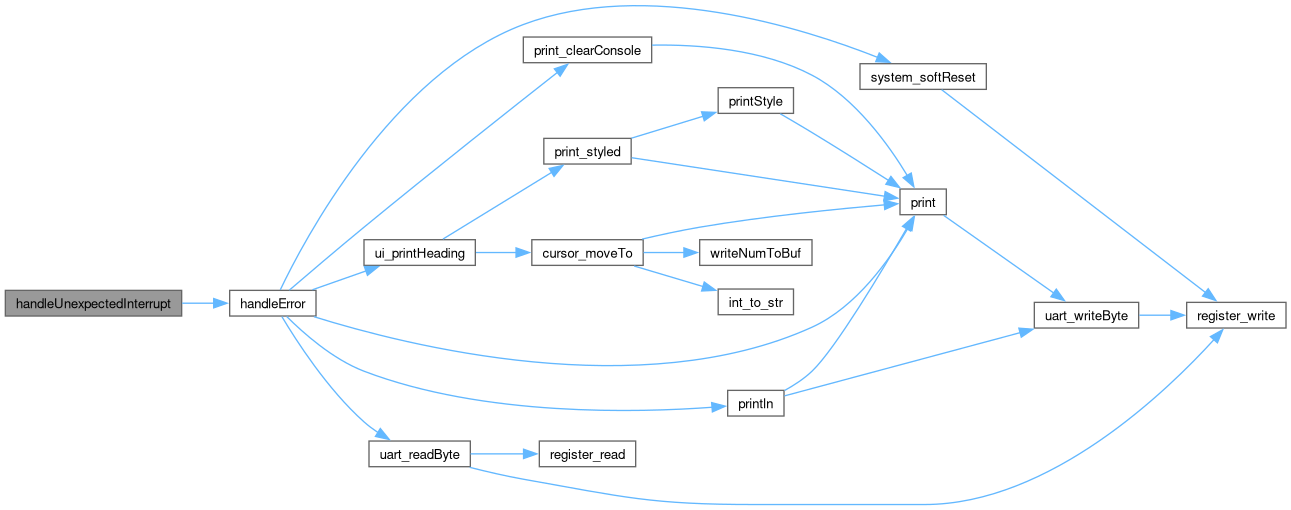 print_clearConsole
system_softReset
printStyle
print_styled
print
ui_printHeading
cursor_moveTo
writeNumToBuf
handleUnexpectedInterrupt
handleError
int_to_str
uart_writeByte
register_write
println
uart_readByte
register_read